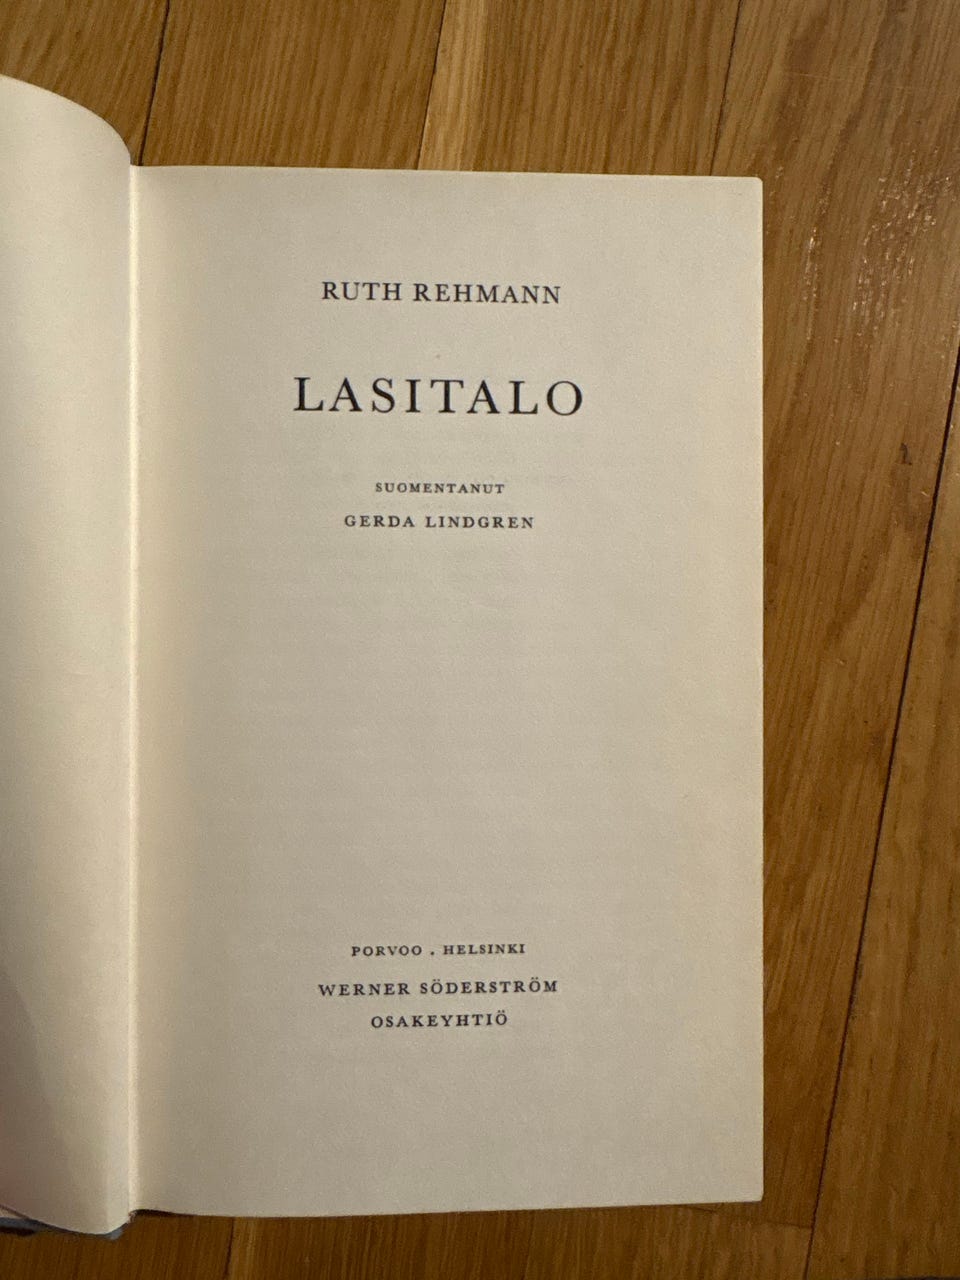 RUTH REHMANN
LASITALO
SUOMENTANUT
GERDA LINDGREN
PORVOO . HELSINKI
WERNER SÖDERSTRÖM
OSAKEYHTIÖ